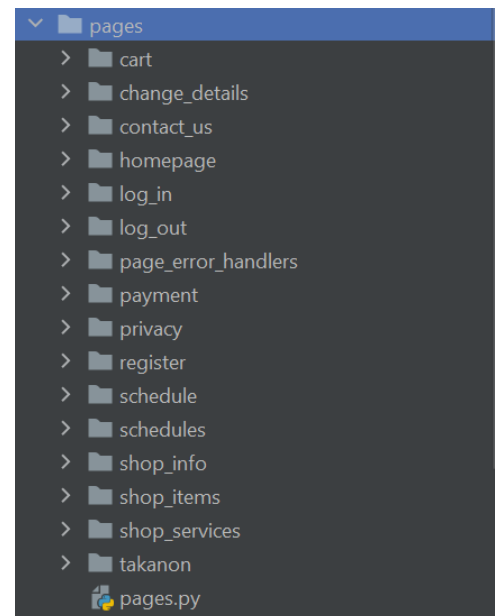 pages
cart
change_details
contact_us
homepage
log_in
log_out
page_error_handlers
payment
privacy
register
schedule
schedules
shop_info
shop_items
shop_services
takanon
pages.py